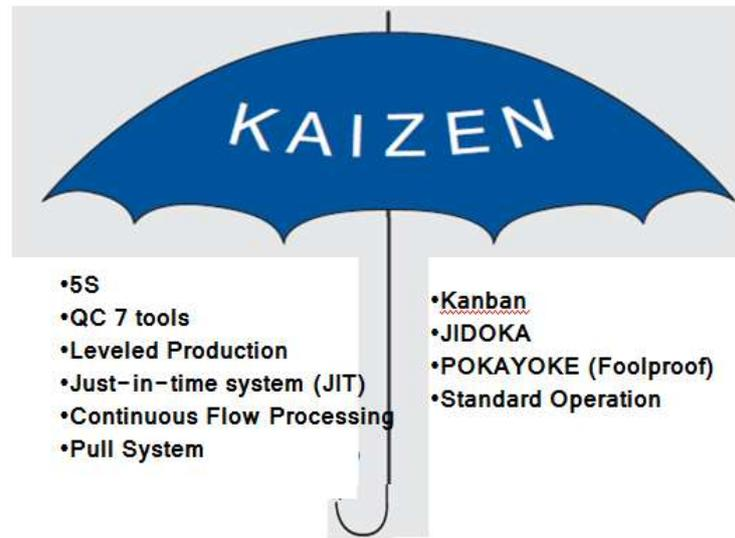 KAIZEN
•5S
•QC 7 tools
•Leveled Production
•Just-in-time system (JIT)
•Continuous Flow Processing
•Pull System
•Kanban
•JIDOKA
•POKAYOKE (Foolproof)
•Standard Operation